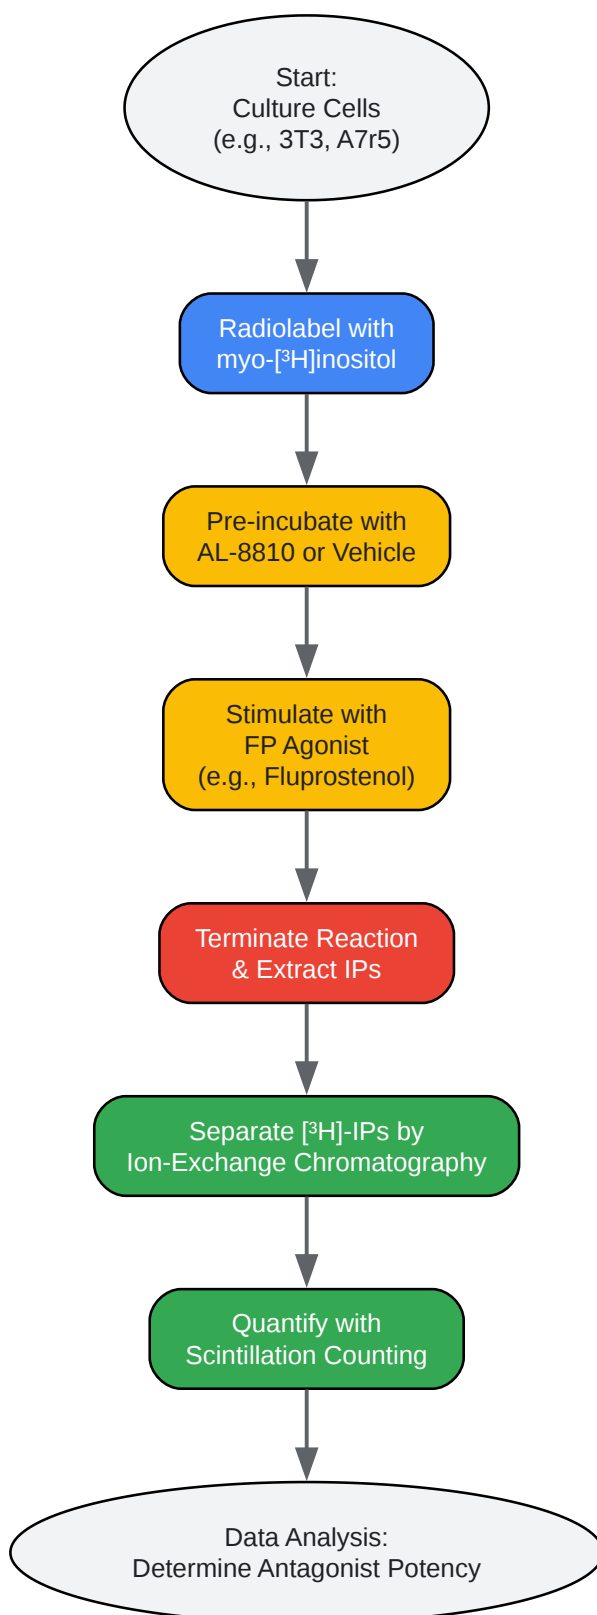 Start:
Culture Cells
(e.g., 3T3, A7r5)
Radiolabel with
myo-[³H]inositol
Pre-incubate with
AL-8810 or Vehicle
Stimulate with
FP Agonist
(e.g., Fluprostenol)
Terminate Reaction
& Extract IPs
Separate [³H]-IPs by
Ion-Exchange Chromatography
Quantify with
Scintillation Counting
Data Analysis:
Determine Antagonist Potency